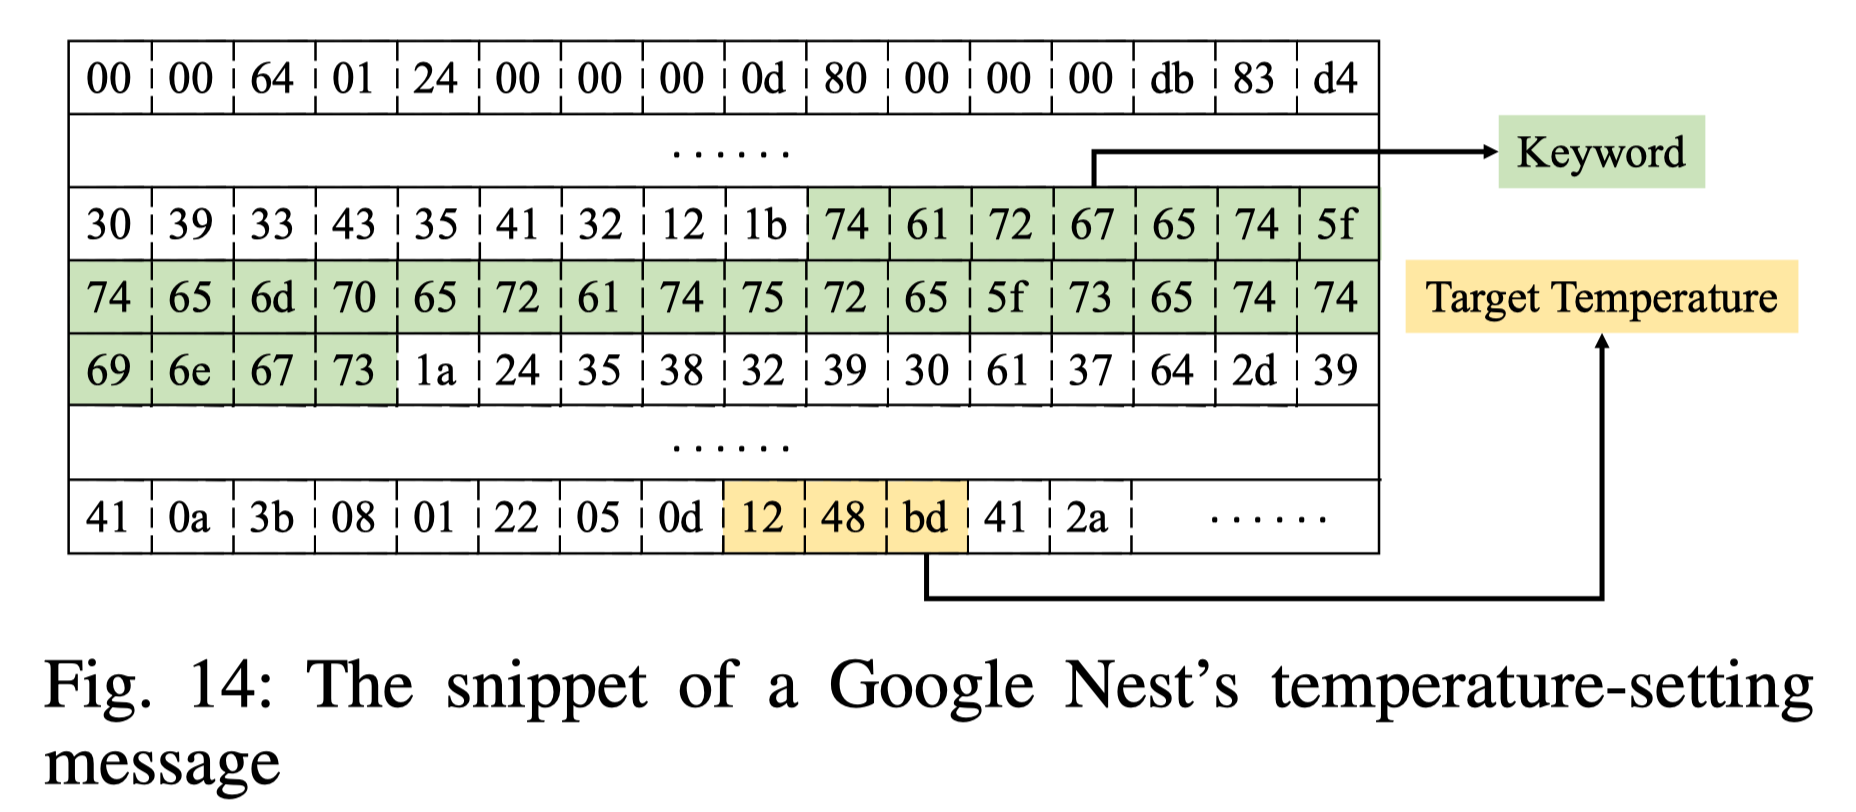 00 00 64 01 24 00 00 00 0d 80 00 00 00 db 83 d4
......
Keyword
30 39 33 43 35 41 32 12 1b 74 61 72 67 65 74 5f
74 65 6d 70 65 72 61 74 75 72 65 5f 73 65 74 74
Target Temperature
69 6e 67 73 1a 24 35 38 32 39 30 61 37 64 2d 39
......
41 0a 3b 08 01 22 05 0d 12 48 bd 41 2a ......
Fig. 14: The snippet of a Google Nest's temperature-setting
message